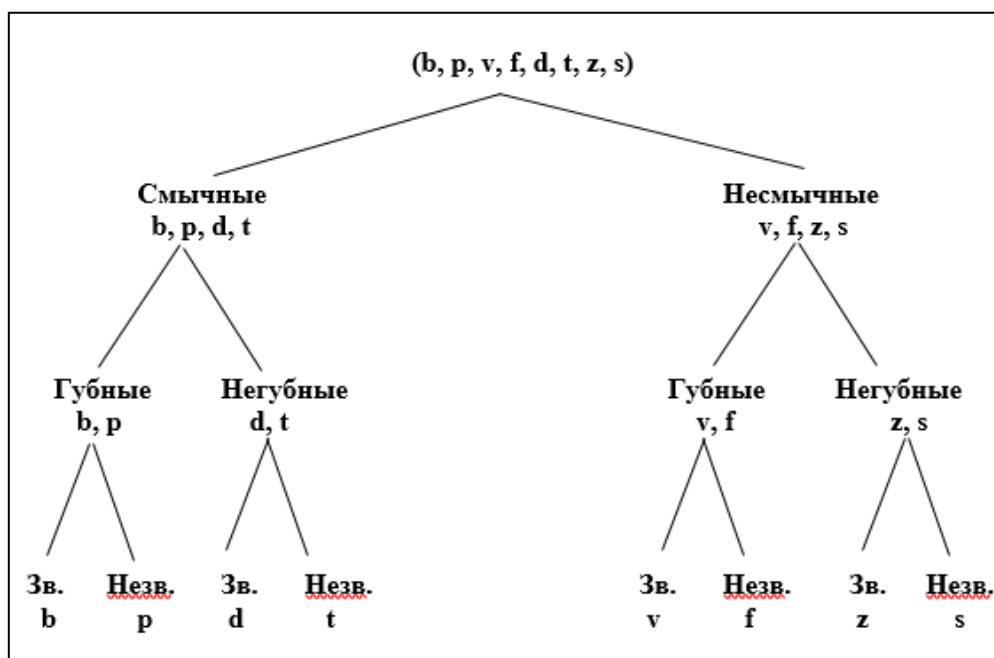 (b, p, v, f, d, t, z, s)
Смычные Несмычные
b, p, d, t v, f, z, s
Губные Негубные Губные Негубные
b, p d, t v, f z, s
Зв. Незв. Зв. Незв. Зв. Незв. Зв. Незв.
b p d t v f z s